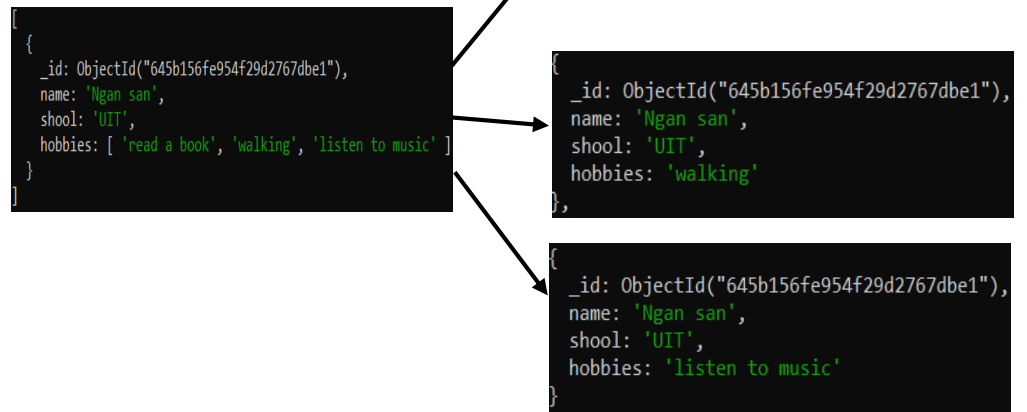 [
{
_id: ObjectId("645b156fe954f29d2767dbe1"),
name: 'Ngan san',
shool: 'UIT',
hobbies: [ 'read a book', 'walking', 'listen to music' ]
}
]
{
_id: ObjectId("645b156fe954f29d2767dbe1"),
name: 'Ngan san',
shool: 'UIT',
hobbies: 'walking'
},
{
_id: ObjectId("645b156fe954f29d2767dbe1"),
name: 'Ngan san',
shool: 'UIT',
hobbies: 'listen to music'
}